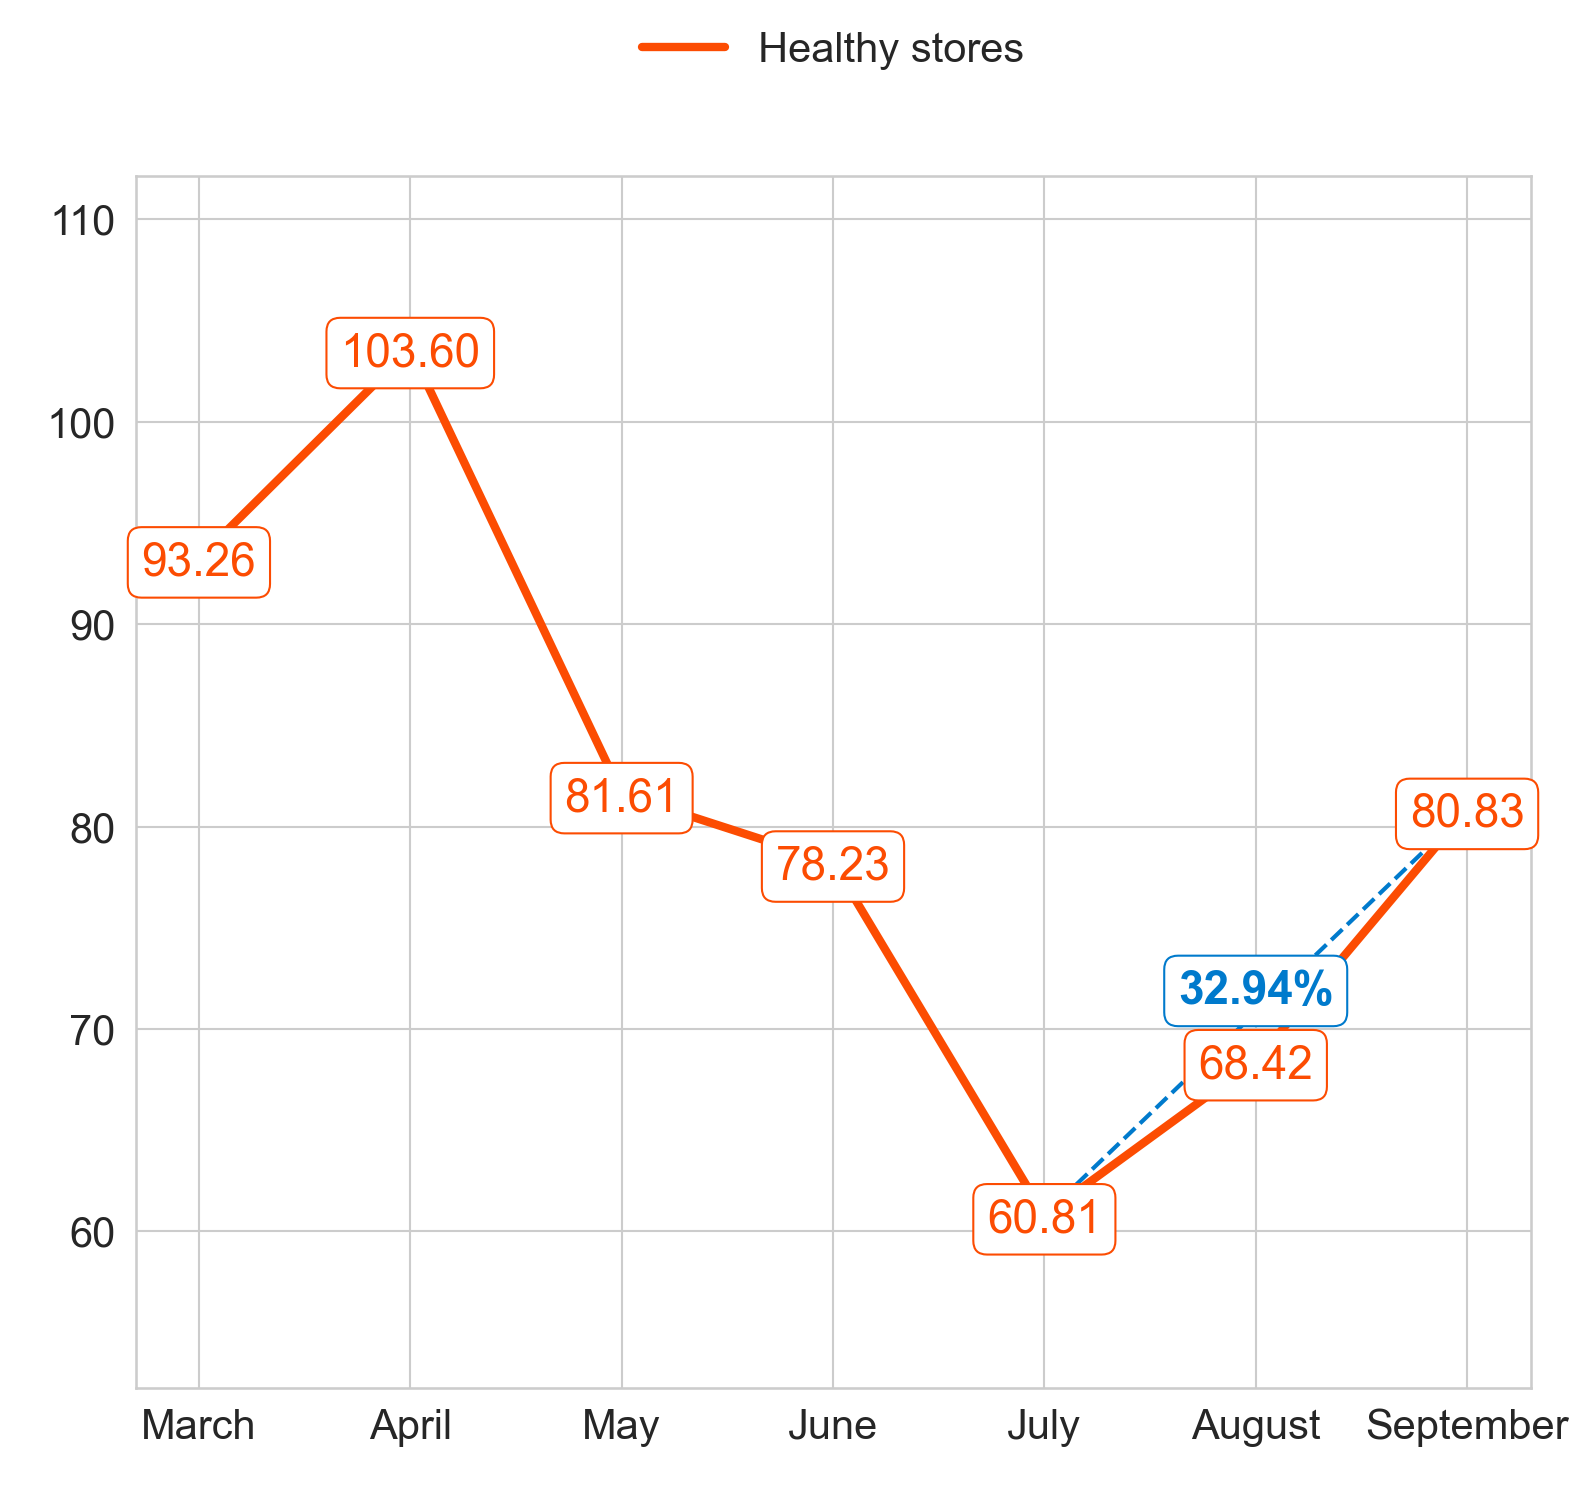 Healthy stores
110
100
90
80
70
60
93.26
103.60
81.61
78.23
60.81
68.42
80.83
32.94%
March
April
May
June
July
August
September